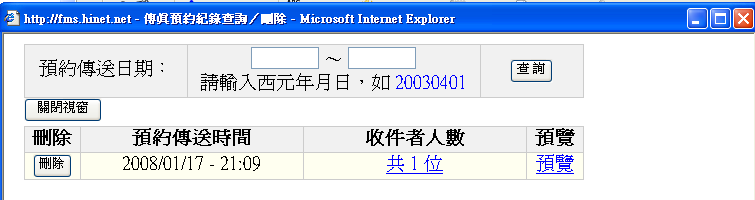 http://fms.hinet.net - 傳真預約紀錄查詢／刪除 - Microsoft Internet Explorer
預約傳送日期： ～ 查詢
請輸入西元年月日，如 20030401
關閉視窗
刪除 預約傳送時間 收件者人數 預覽
刪除 2008/01/17 - 21:09 共 1 位 預覽